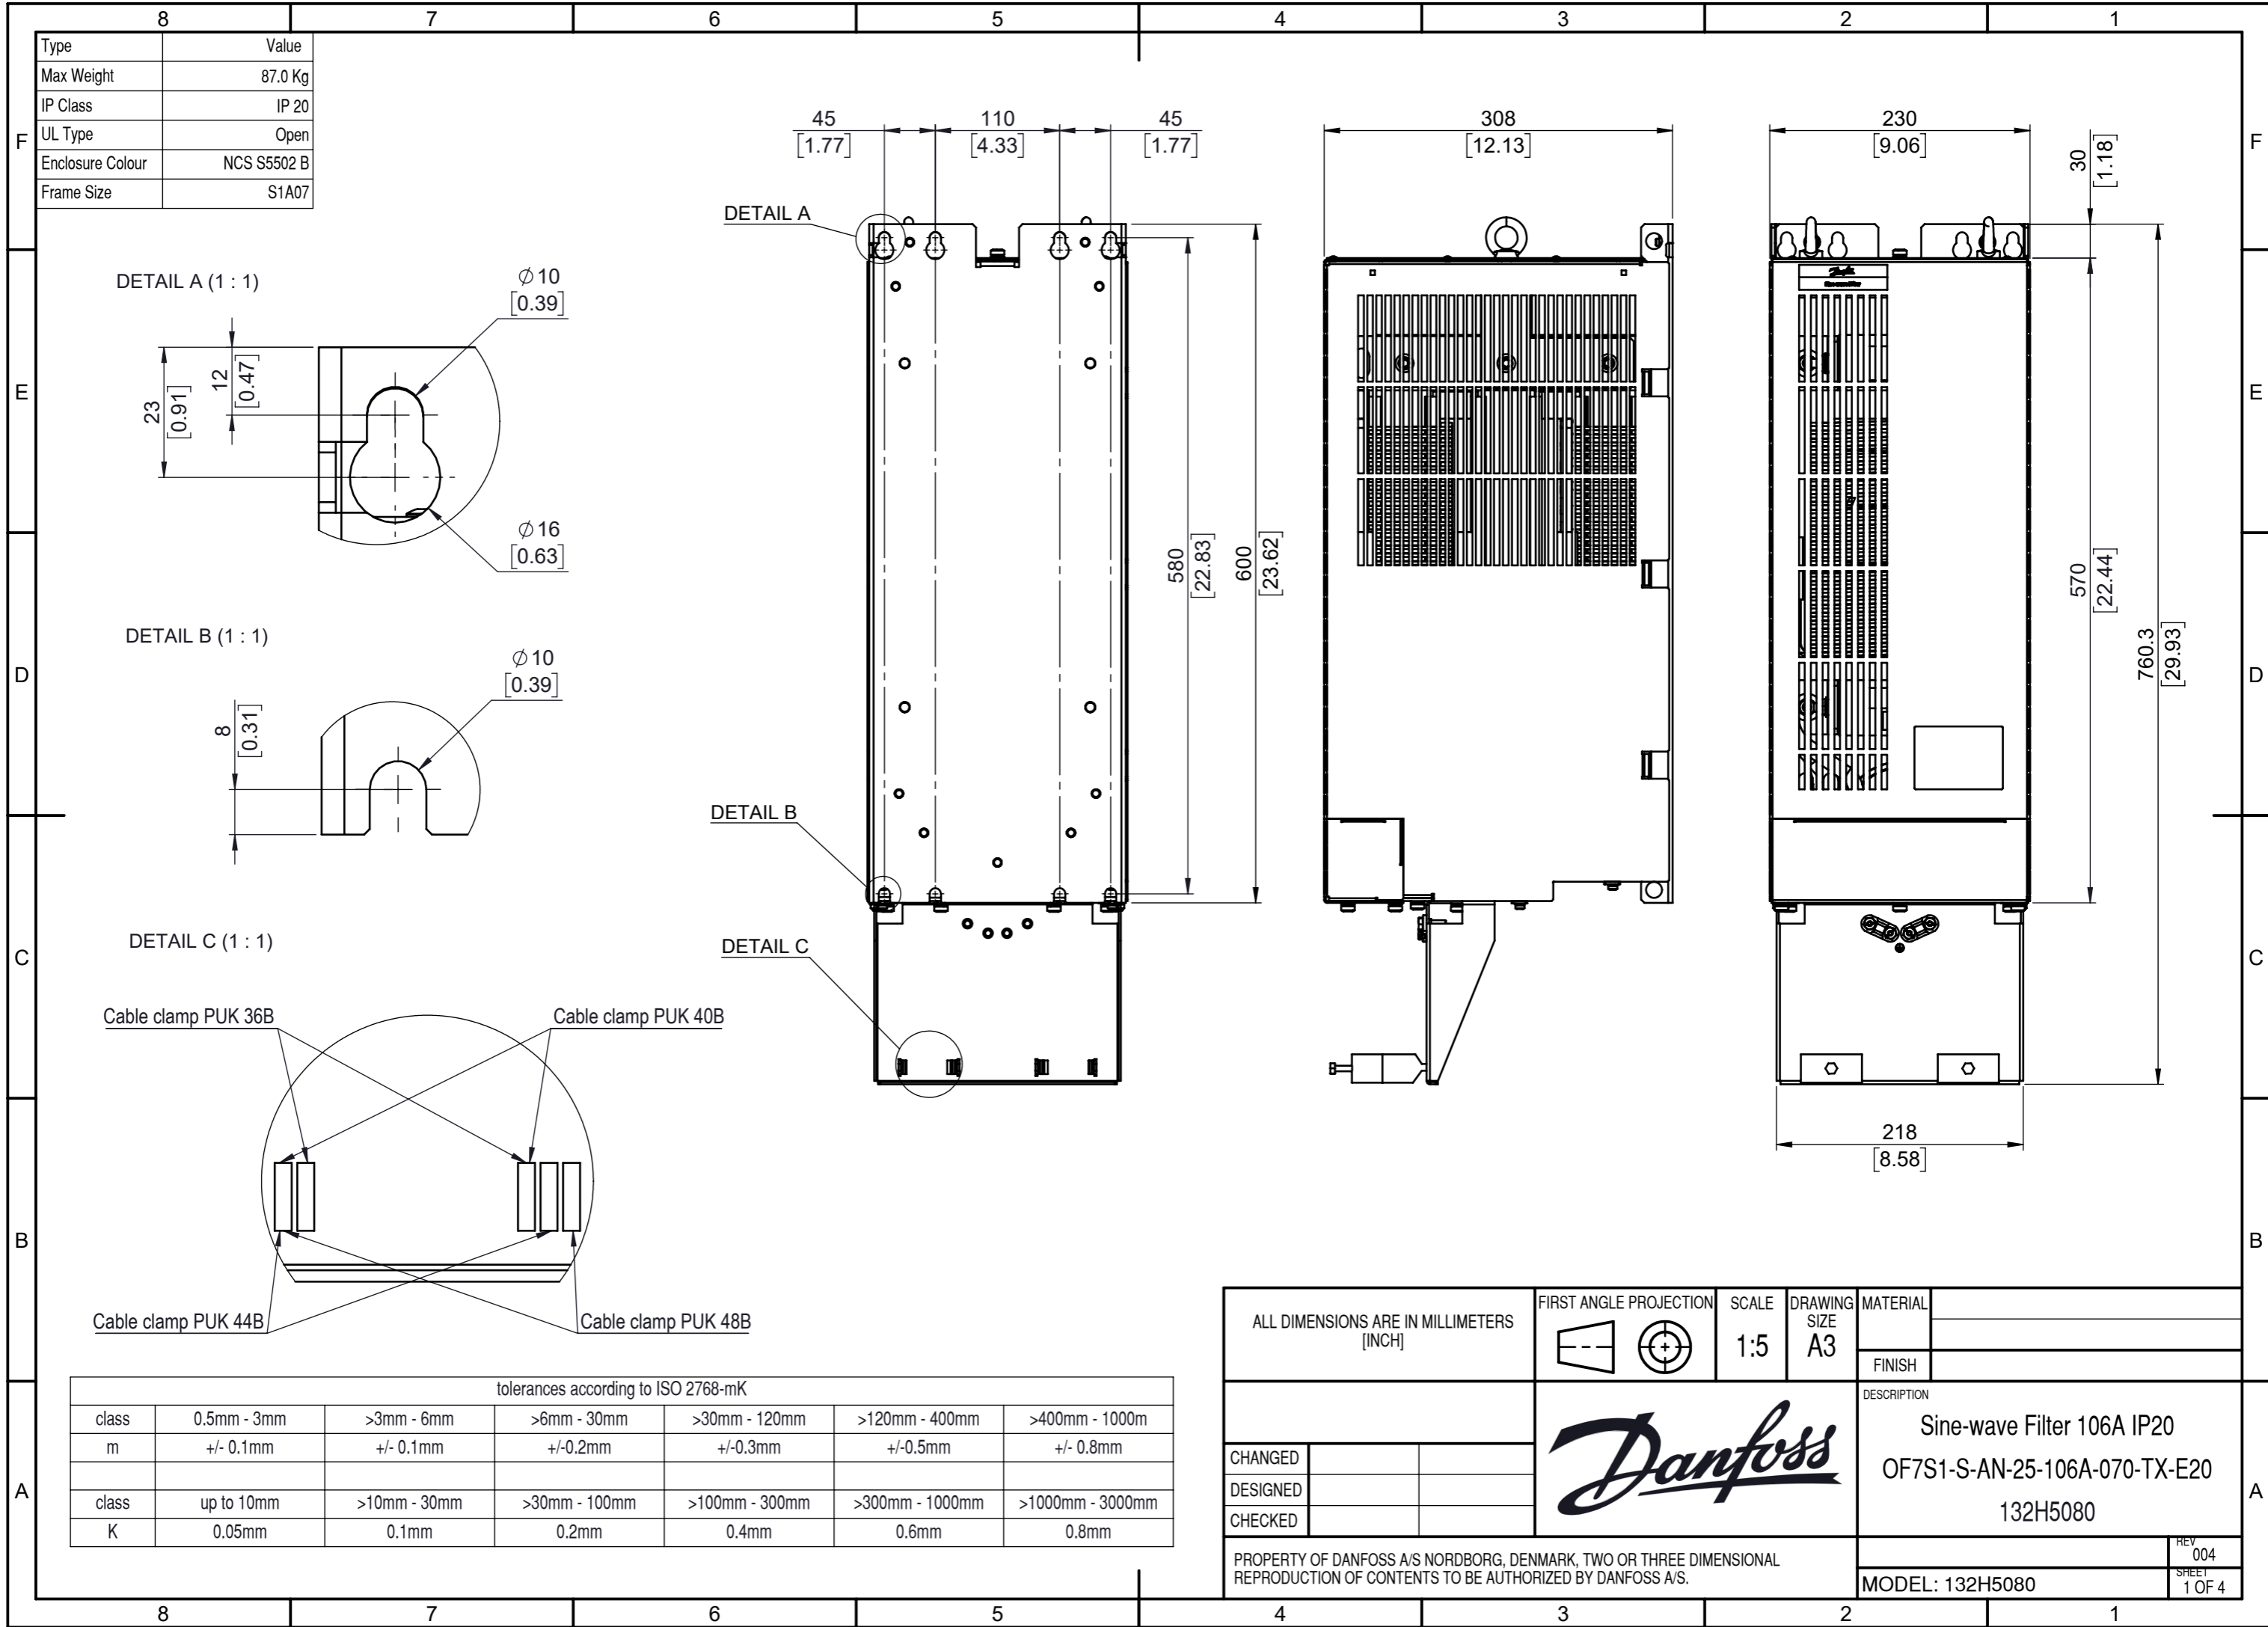 8 7 6 5 4 3 2 1
F
E
D
C
B
A
Type Value
Max Weight 87.0 Kg
IP Class IP 20
UL Type Open
Enclosure Colour NCS S5502 B
Frame Size S1A07
45
[1.77]
110
[4.33]
45
[1.77]
308
[12.13]
230
[9.06]
30
[1.18]
DETAIL A
DETAIL A (1 : 1)
Ø10
[0.39]
12
[0.47]
23
[0.91]
Ø16
[0.63]
580
[22.83]
600
[23.62]
570
[22.44]
760.3
[29.93]
DETAIL B (1 : 1)
Ø10
[0.39]
8
[0.31]
DETAIL B
DETAIL C
DETAIL C (1 : 1)
Cable clamp PUK 36B
Cable clamp PUK 40B
Cable clamp PUK 44B
Cable clamp PUK 48B
218
[8.58]
tolerances according to ISO 2768-mK
class 0.5mm - 3mm >3mm - 6mm >6mm - 30mm >30mm - 120mm >120mm - 400mm >400mm - 1000m
m +/- 0.1mm +/- 0.1mm +/-0.2mm +/-0.3mm +/-0.5mm +/- 0.8mm
class up to 10mm >10mm - 30mm >30mm - 100mm >100mm - 300mm >300mm - 1000mm >1000mm - 3000mm
K 0.05mm 0.1mm 0.2mm 0.4mm 0.6mm 0.8mm
ALL DIMENSIONS ARE IN MILLIMETERS
[INCH]
FIRST ANGLE PROJECTION
SCALE
1:5
DRAWING
SIZE
A3
MATERIAL
FINISH
CHANGED
DESIGNED
CHECKED
Danfoss
DESCRIPTION
Sine-wave Filter 106A IP20
OF7S1-S-AN-25-106A-070-TX-E20
132H5080
PROPERTY OF DANFOSS A/S NORDBORG, DENMARK, TWO OR THREE DIMENSIONAL
REPRODUCTION OF CONTENTS TO BE AUTHORIZED BY DANFOSS A/S.
MODEL: 132H5080
REV
004
SHEET
1 OF 4
F
E
D
C
B
A
8 7 6 5 4 3 2 1